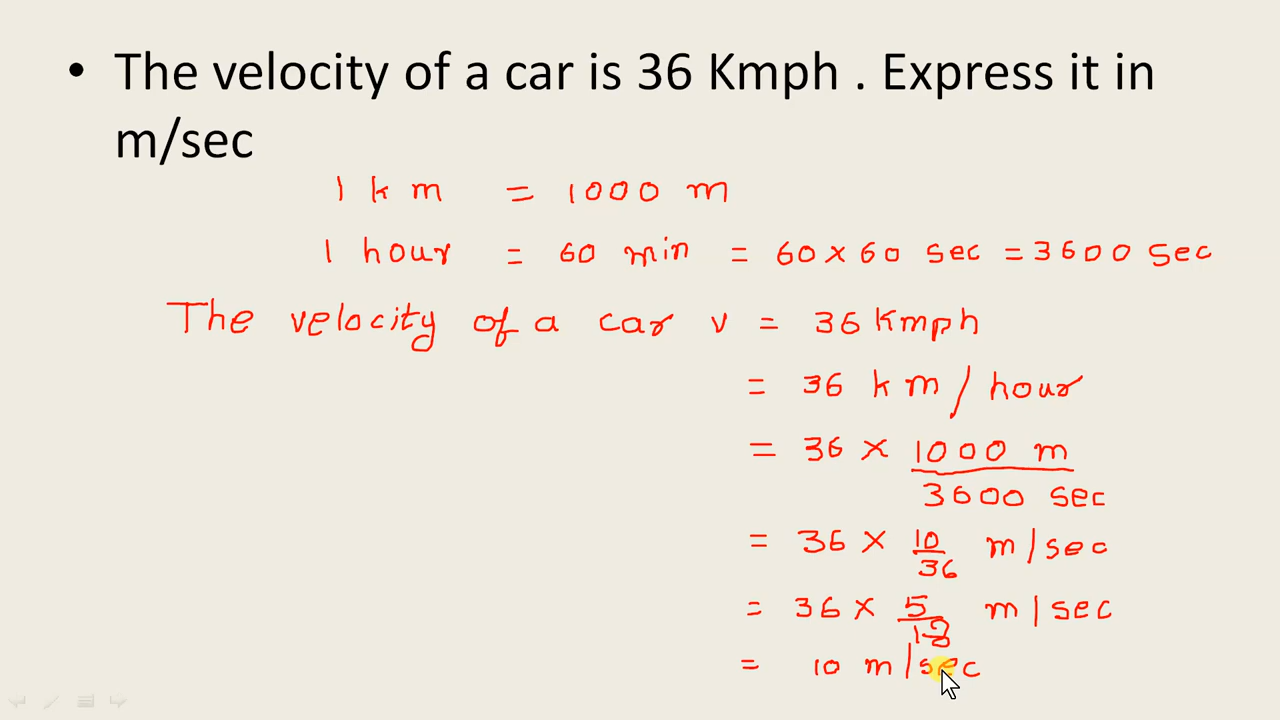 • The velocity of a car is 36 Kmph . Express it in
m/sec
1 km = 1000 m
1 hour = 60 min = 60 × 60 sec = 3600 sec
The velocity of a car v = 36 Kmph
= 36 km/hour
= 36 × 1000 m
3600 sec
= 36 × 10/36 m/sec
= 36 × 5/18 m/sec
= 10 m/sec